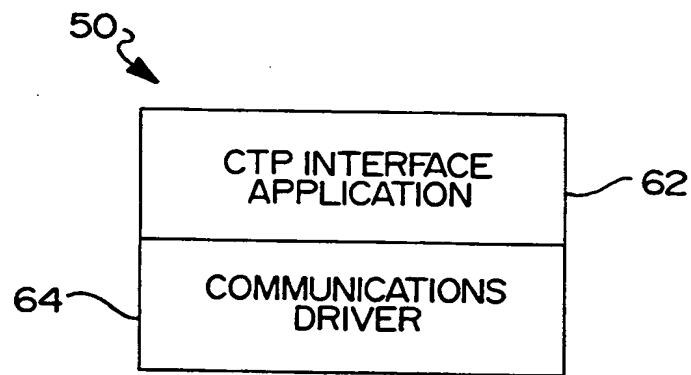 50
CTP INTERFACE
APPLICATION
62
COMMUNICATIONS
DRIVER
64